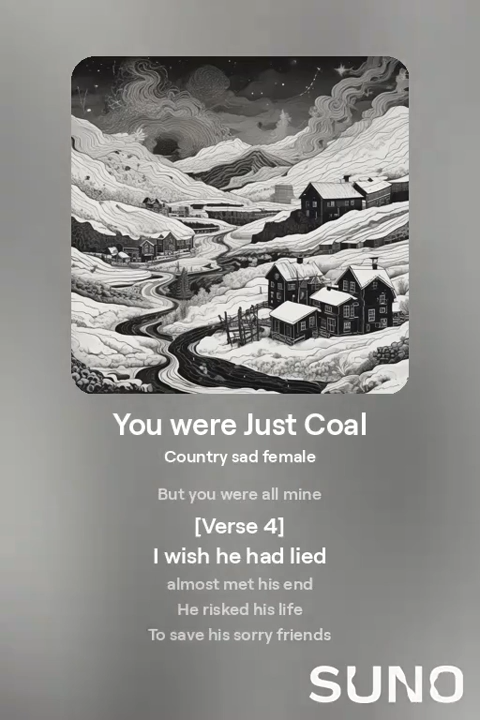 You were Just Coal
Country sad female
But you were all mine
[Verse 4]
I wish he had lied
almost met his end
He risked his life
To save his sorry friends
SUNO